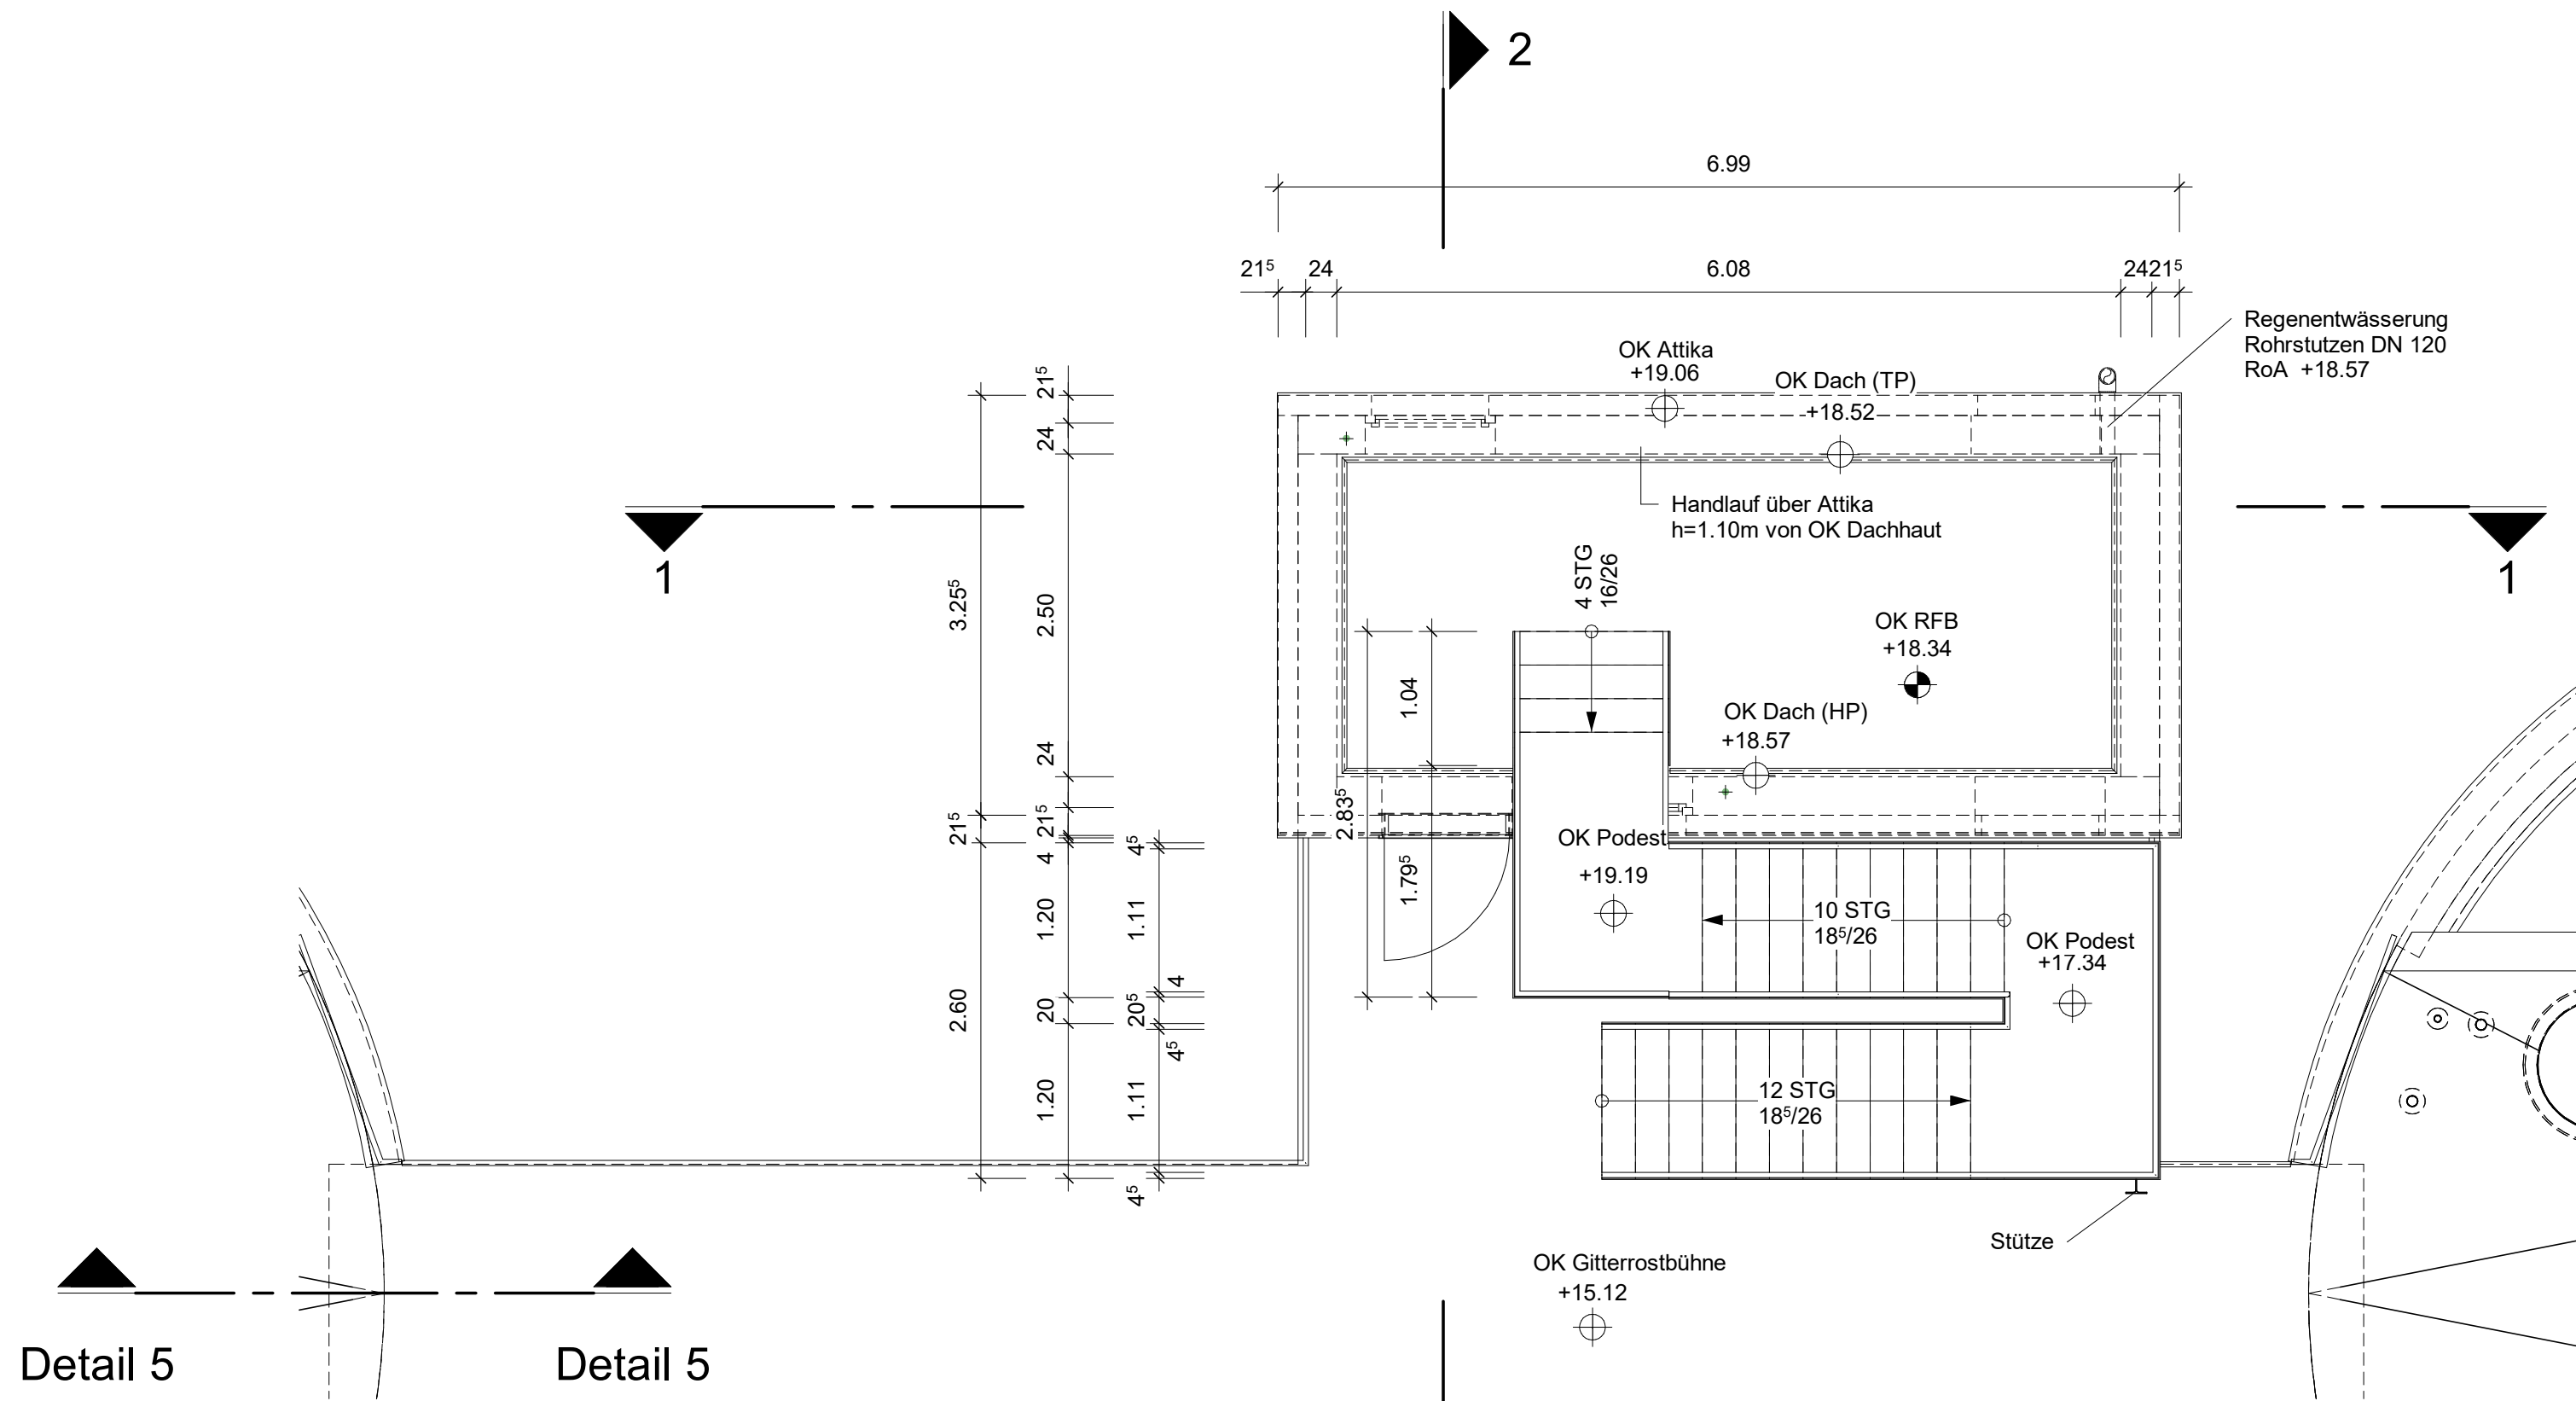 2
6.99
21⁵
24
6.08
24
21⁵
Regenentwässerung
Rohrstutzen DN 120
RoA +18.57
OK Attika
+19.06
OK Dach (TP)
+18.52
21⁵
24
Handlauf über Attika
h=1.10m von OK Dachhaut
1
1
4 STG
16/26
3.25⁵
2.50
OK RFB
+18.34
1.04
OK Dach (HP)
+18.57
24
2.83⁵
21⁵
21⁵
4
4⁵
OK Podest
+19.19
1.79⁵
1.20
1.11
10 STG
18⁵/26
OK Podest
+17.34
4
2.60
20
20⁵
4⁵
12 STG
18⁵/26
1.20
1.11
4⁵
Stütze
OK Gitterrostbühne
+15.12
Detail 5
Detail 5